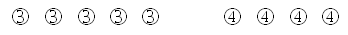 ③ ③ ③ ③ ③ ④ ④ ④ ④